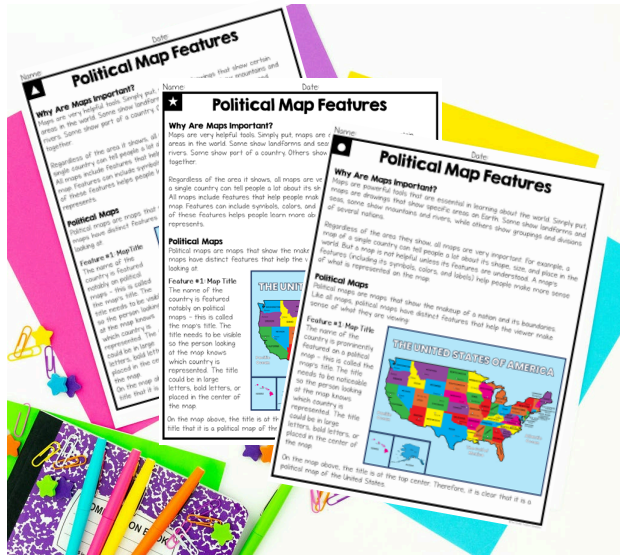 Name:
Date:
Political Map Features
Why Are Maps Important?
Maps are very helpful tools. Simply put,
drawings that show certain
areas in the world. Some show landforms
mountains and
rivers. Some show part of a country.
together.
Regardless of the area it shows, all
single country can tell people a lot
All maps include features that help
map features can include symbols
of these features helps people
represents.
Political Maps
Political maps are maps that
maps have distinct features
looking at.
Feature #1: Map Title
The name of the
country is featured
notably on political
maps - this is called
the map's title. The
title needs to be visible
so the person looking
at the map knows
which country is
represented. The title
could be in large
letters, bold letters
placed in the center
the map.
On the map
title that it is
Name:
Date:
Political Map Features
Why Are Maps Important?
Maps are very helpful tools. Simply put, maps are
areas in the world. Some show landforms and seas
rivers. Some show part of a country. Others show
together.
Regardless of the area it shows, all maps are
a single country can tell people a lot about its
All maps include features that help people
map features can include symbols, colors, and
of these features helps people learn more
represents.
Political Maps
Political maps are maps that show the
maps have distinct features that help the
looking at.
Feature #1: Map Title
The name of the
country is featured
notably on political
maps - this is called
the map's title. The
title needs to be visible
so the person looking
at the map knows
which country is
represented. The title
could be in large
letters, bold letters, or
placed in the center of
the map.
THE UNIT
On the map above, the title is at
title that it is a political map of the
Name:
Date:
Political Map Features
Why Are Maps Important?
Maps are powerful tools that are essential in learning about the world. Simply put,
maps are drawings that show specific areas on Earth. Some show landforms and
seas, some show mountains and rivers, while others show groupings and divisions
of several nations.
Regardless of the area they show, all maps are very important. For example, a
map of a single country can tell people a lot about its shape, size, and place in the
world. But a map is not helpful unless its features are understood. A map's
features (including its symbols, colors, and labels) help people make more sense
of what is represented on the map.
Political Maps
Political maps are maps that show the makeup of a nation and its boundaries.
Like all maps, political maps have distinct features that help the viewer make
sense of what they are viewing.
Feature #1: Map Title
The name of the
country is prominently
featured on a political
map - this is called the
map's title. The title
needs to be noticeable
so the person looking
at the map knows
which country is
represented. The title
could be in large
letters, bold letters, or
placed in the center of
the map.
THE UNITED STATES OF AMERICA
On the map above, the title is at the top center. Therefore, it is clear that it is a
political map of the United States.